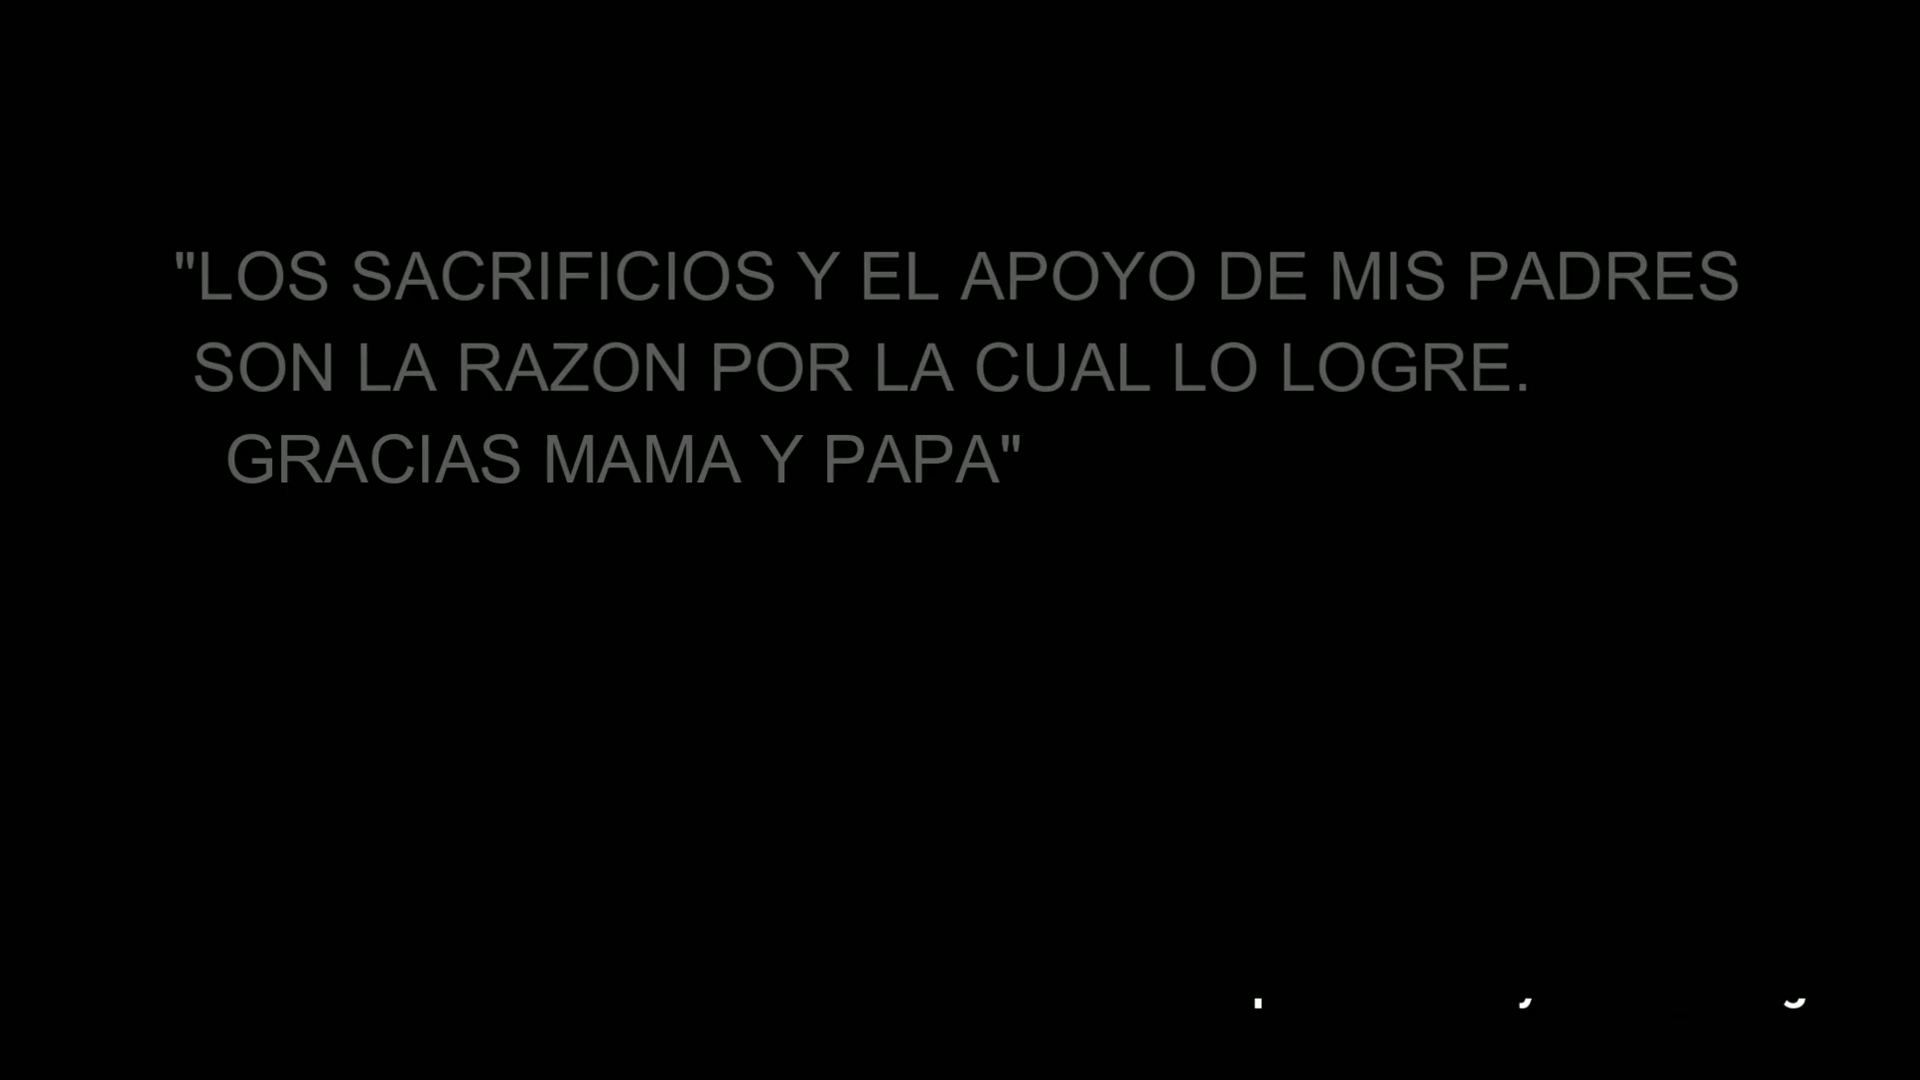 "LOS SACRIFICIOS Y EL APOYO DE MIS PADRES
SON LA RAZON POR LA CUAL LO LOGRE.
GRACIAS MAMA Y PAPA"